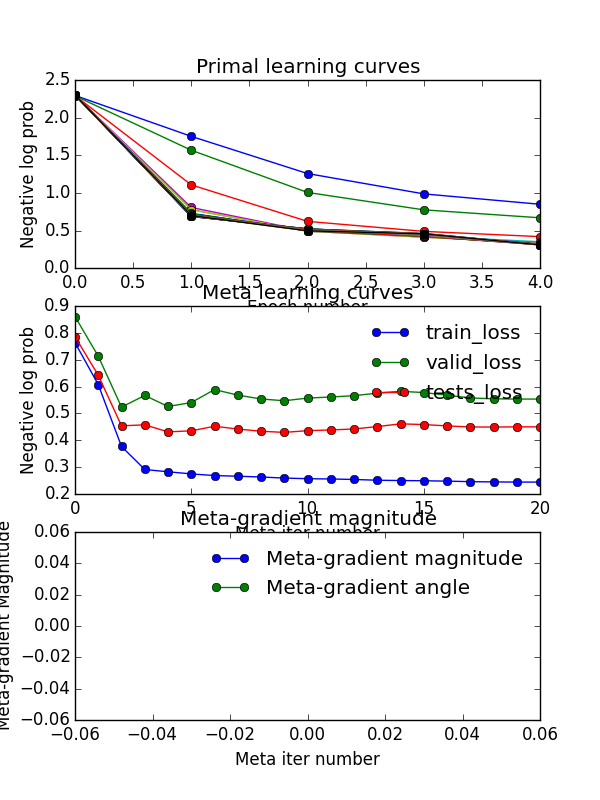 Primal learning curves
2.5
2.0
1.5
1.0
0.5
0.0
Negative log prob
0.0 0.5 1.0 1.5 2.0 2.5 3.0 3.5 4.0
Epoch number
Meta learning curves
0.9
0.8
0.7
0.6
0.5
0.4
0.3
0.2
Negative log prob
train_loss
valid_loss
tests_loss
0 5 10 15 20
Meta iter number
Meta-gradient magnitude
0.06
0.04
0.02
0.00
−0.02
−0.04
−0.06
Meta-gradient Magnitude
Meta-gradient magnitude
Meta-gradient angle
−0.06 −0.04 −0.02 0.00 0.02 0.04 0.06
Meta iter number